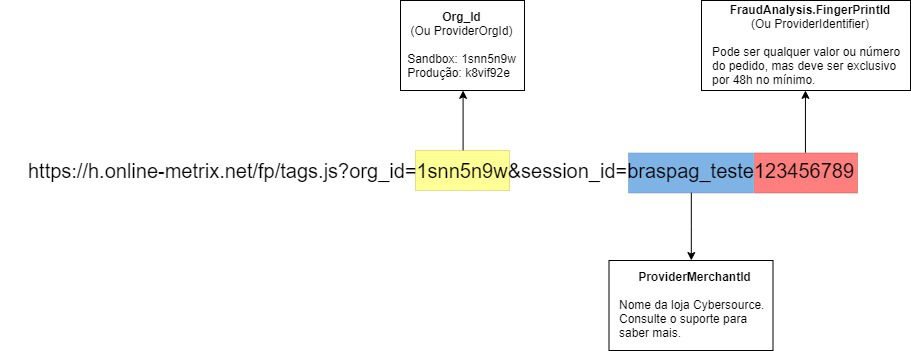 Org_Id
(Ou ProviderOrgId)
Sandbox: 1snn5n9w
Produção: k8vif92e
FraudAnalysis.FingerPrintId
(Ou ProviderIdentifier)
Pode ser qualquer valor ou número
do pedido, mas deve ser exclusivo
por 48h no mínimo.
https://h.online-metrix.net/fp/tags.js?org_id=1snn5n9w&session_id=braspag_teste123456789
ProviderMerchantId
Nome da loja Cybersource.
Consulte o suporte para
saber mais.